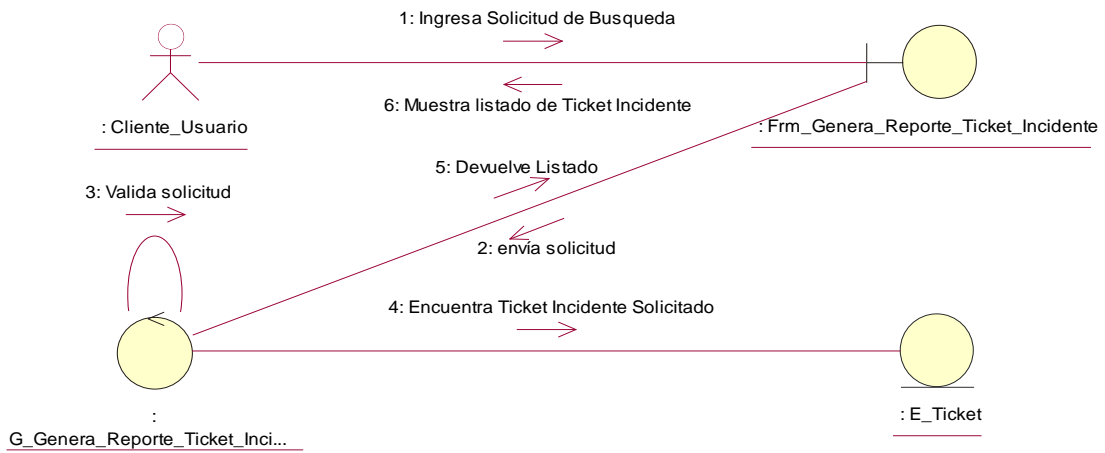 1: Ingresa Solicitud de Busqueda
6: Muestra listado de Ticket Incidente
: Cliente_Usuario
: Frm_Genera_Reporte_Ticket_Incidente
5: Devuelve Listado
3: Valida solicitud
2: envía solicitud
4: Encuentra Ticket Incidente Solicitado
:
G_Genera_Reporte_Ticket_Inci...
: E_Ticket